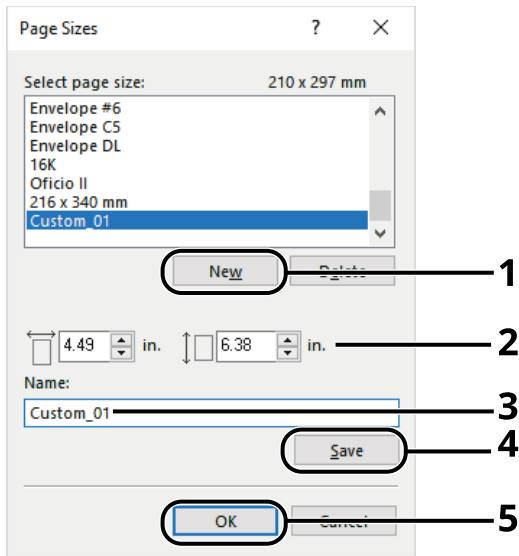 Page Sizes ? ×
Select page size: 210 x 297 mm
Envelope #6
Envelope C5
Envelope DL
16K
Oficio II
216 x 340 mm
Custom_01
New Delete 1
4.49 in. 6.38 in. 2
Name:
Custom_01 3
Save 4
OK Cancel 5